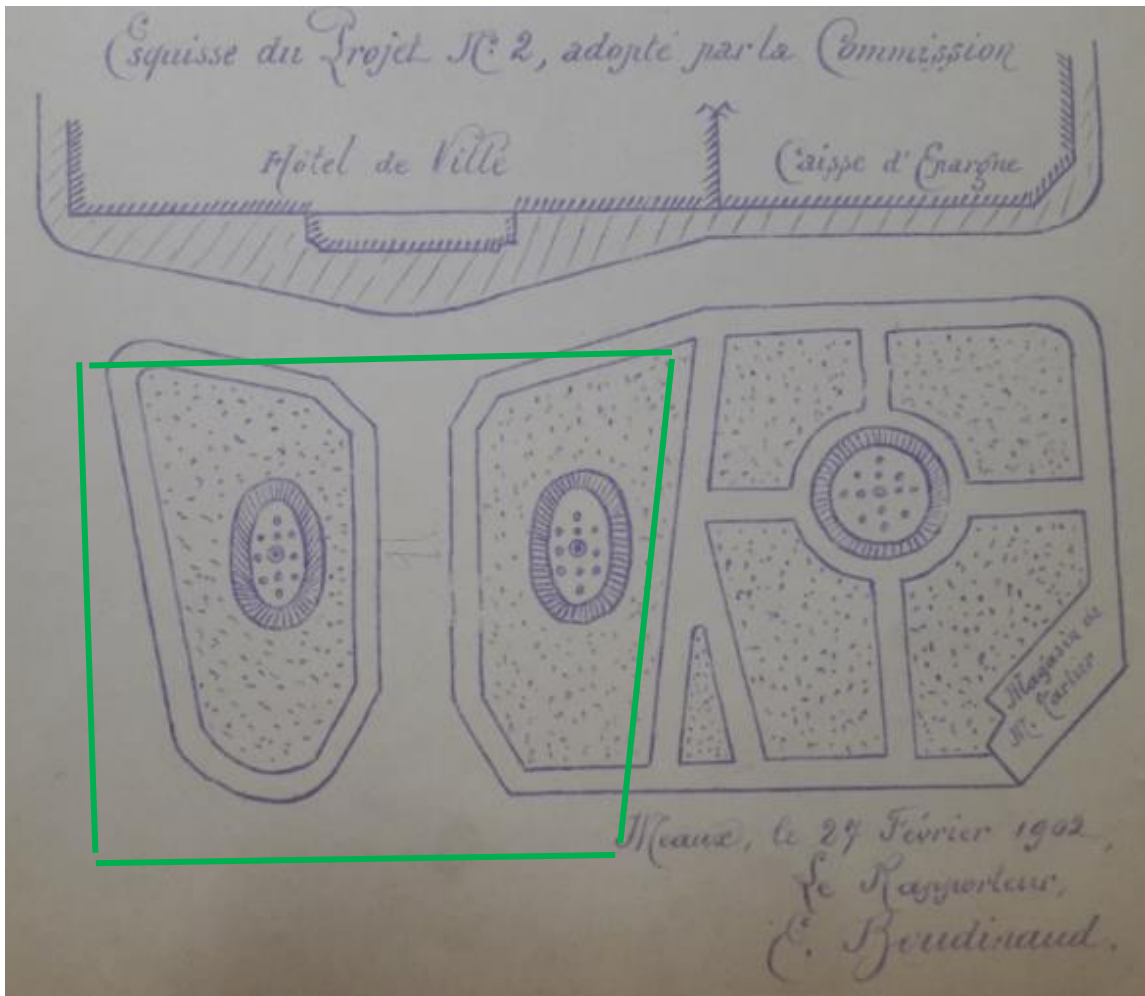 Esquisse du Projet N.º 2, adopté par la Commission
Hôtel de Ville
Caisse d'Epargne
Magasin de
M. Carlier
Meaux, le 27 Février 1902,
Le Rapporteur,
E. Boudinaud.